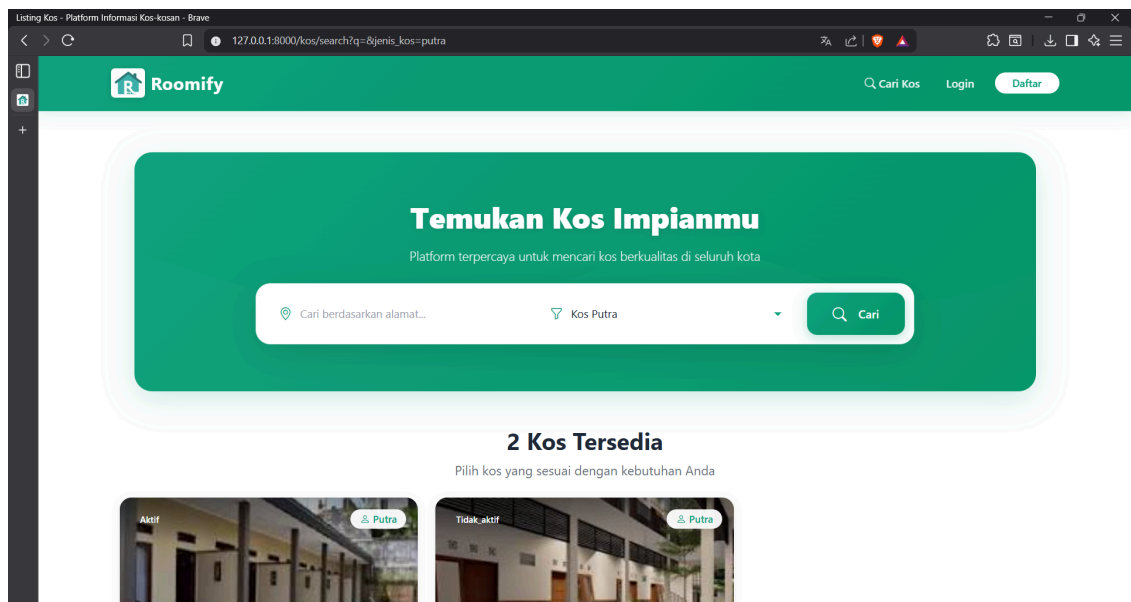 Listing Kos - Platform Informasi Kos-kosan - Brave
127.0.0.1:8000/kos/search?q=&jenis_kos=putra
R Roomify
Cari Kos Login Daftar
Temukan Kos Impianmu
Platform terpercaya untuk mencari kos berkualitas di seluruh kota
Cari berdasarkan alamat... Kos Putra Cari
2 Kos Tersedia
Pilih kos yang sesuai dengan kebutuhan Anda
Aktif Putra Tidak_aktif Putra